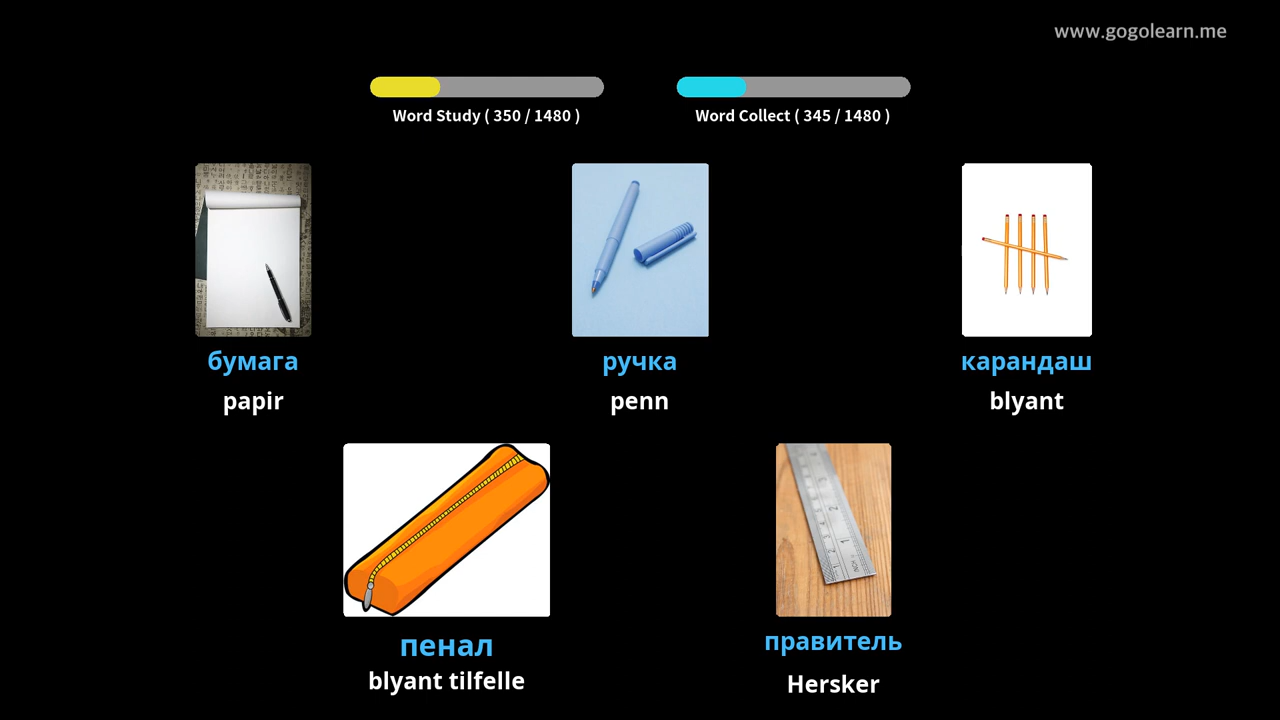 www.gogolearn.me
Word Study ( 350 / 1480 )
Word Collect ( 345 / 1480 )
бумага
papir
ручка
penn
карандаш
blyant
пенал
blyant tilfelle
правитель
Hersker